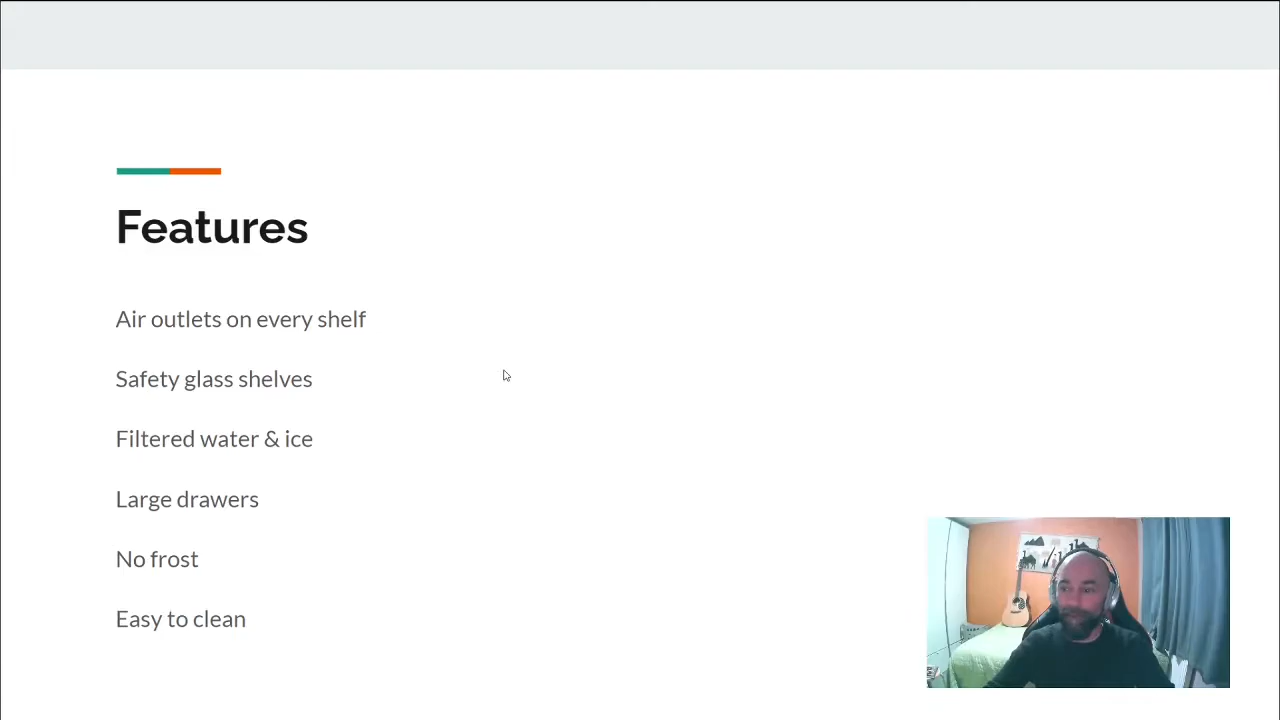 Features
Air outlets on every shelf
Safety glass shelves
Filtered water & ice
Large drawers
No frost
Easy to clean